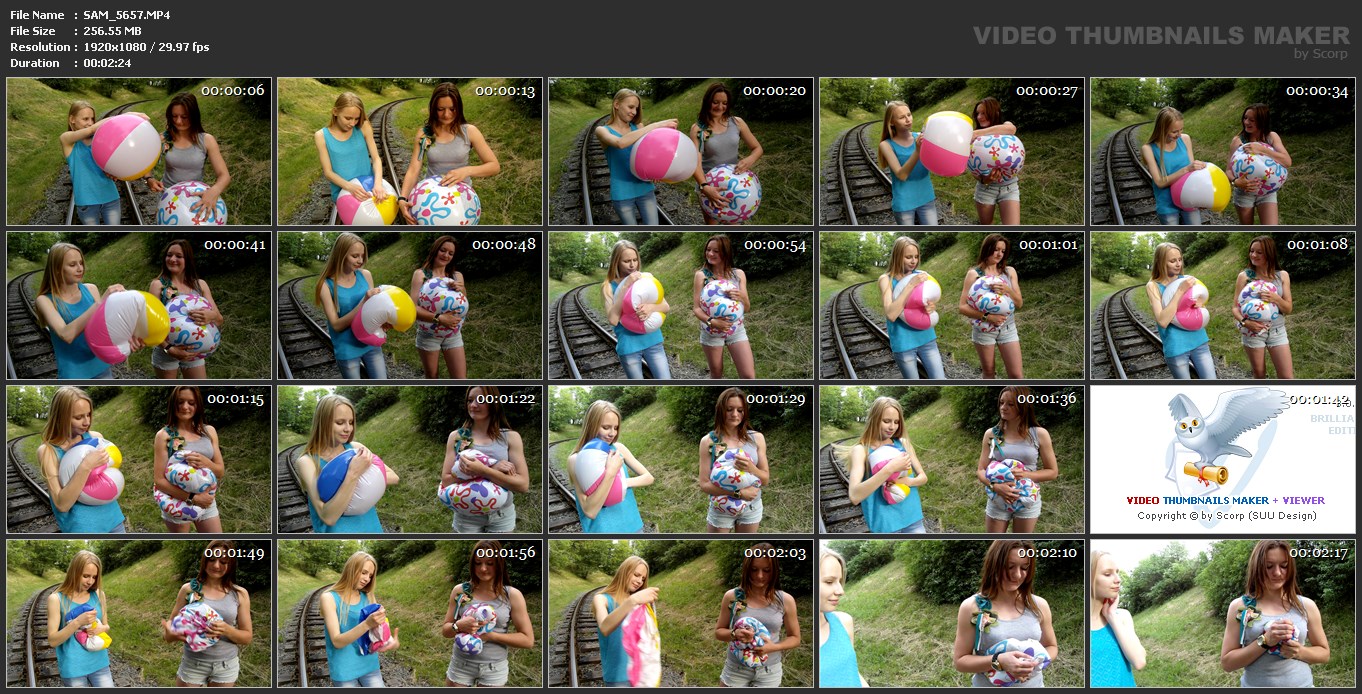 File Name : SAM_5657.MP4
File Size : 256.55 MB
Resolution : 1920x1080 / 29.97 fps
Duration : 00:02:24
VIDEO THUMBNAILS MAKER
by Scorp
00:00:06
00:00:13
00:00:20
00:00:27
00:00:34
00:00:41
00:00:48
00:00:54
00:01:01
00:01:08
00:01:15
00:01:22
00:01:29
00:01:36
00:01:42
BRILLIA
EDIT
VIDEO THUMBNAILS MAKER + VIEWER
Copyright © by Scorp (SUU Design)
00:01:49
00:01:56
00:02:03
00:02:10
00:02:17